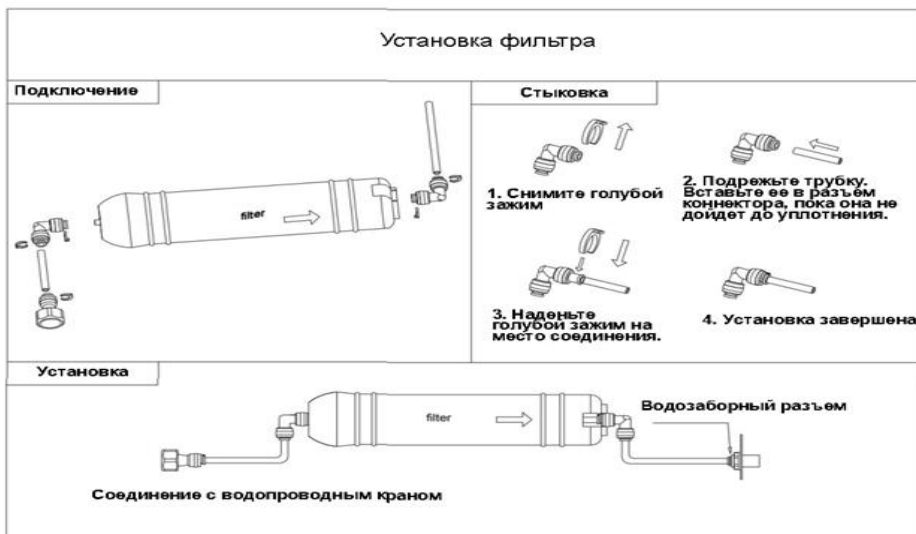 Установка фильтра
Подключение
filter
Стыковка
1. Снимите голубой
зажим
2. Подрежьте трубку.
Вставьте ее в разъем
коннектора, пока она не
дойдет до уплотнения.
3. Наденьте
голубой зажим на
место соединения.
4. Установка завершена
Установка
filter
Водозаборный разъем
Соединение с водопроводным краном